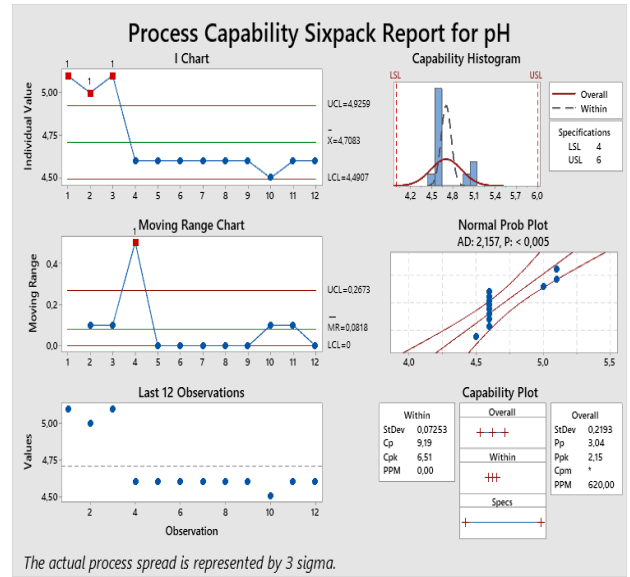 Process Capability Sixpack Report for pH
I Chart
Individual Value
5,00
4,75
4,50
1
1
1
UCL=4,9259
_
X=4,7083
LCL=4,4907
1 2 3 4 5 6 7 8 9 10 11 12
Moving Range Chart
Moving Range
0,4
0,2
0,0
1
UCL=0,2673
__
MR=0,0818
LCL=0
1 2 3 4 5 6 7 8 9 10 11 12
Last 12 Observations
Values
5,00
4,75
4,50
2 4 6 8 10 12
Observation
Capability Histogram
LSL USL
4,2 4,5 4,8 5,1 5,4 5,7 6,0
Overall
Within
Specifications
LSL 4
USL 6
Normal Prob Plot
AD: 2,157, P: < 0,005
4,0 4,5 5,0 5,5
Capability Plot
Within
StDev 0,07253
Cp 9,19
Cpk 6,51
PPM 0,00
Overall
Within
Specs
Overall
StDev 0,2193
Pp 3,04
Ppk 2,15
Cpm *
PPM 620,00
The actual process spread is represented by 3 sigma.